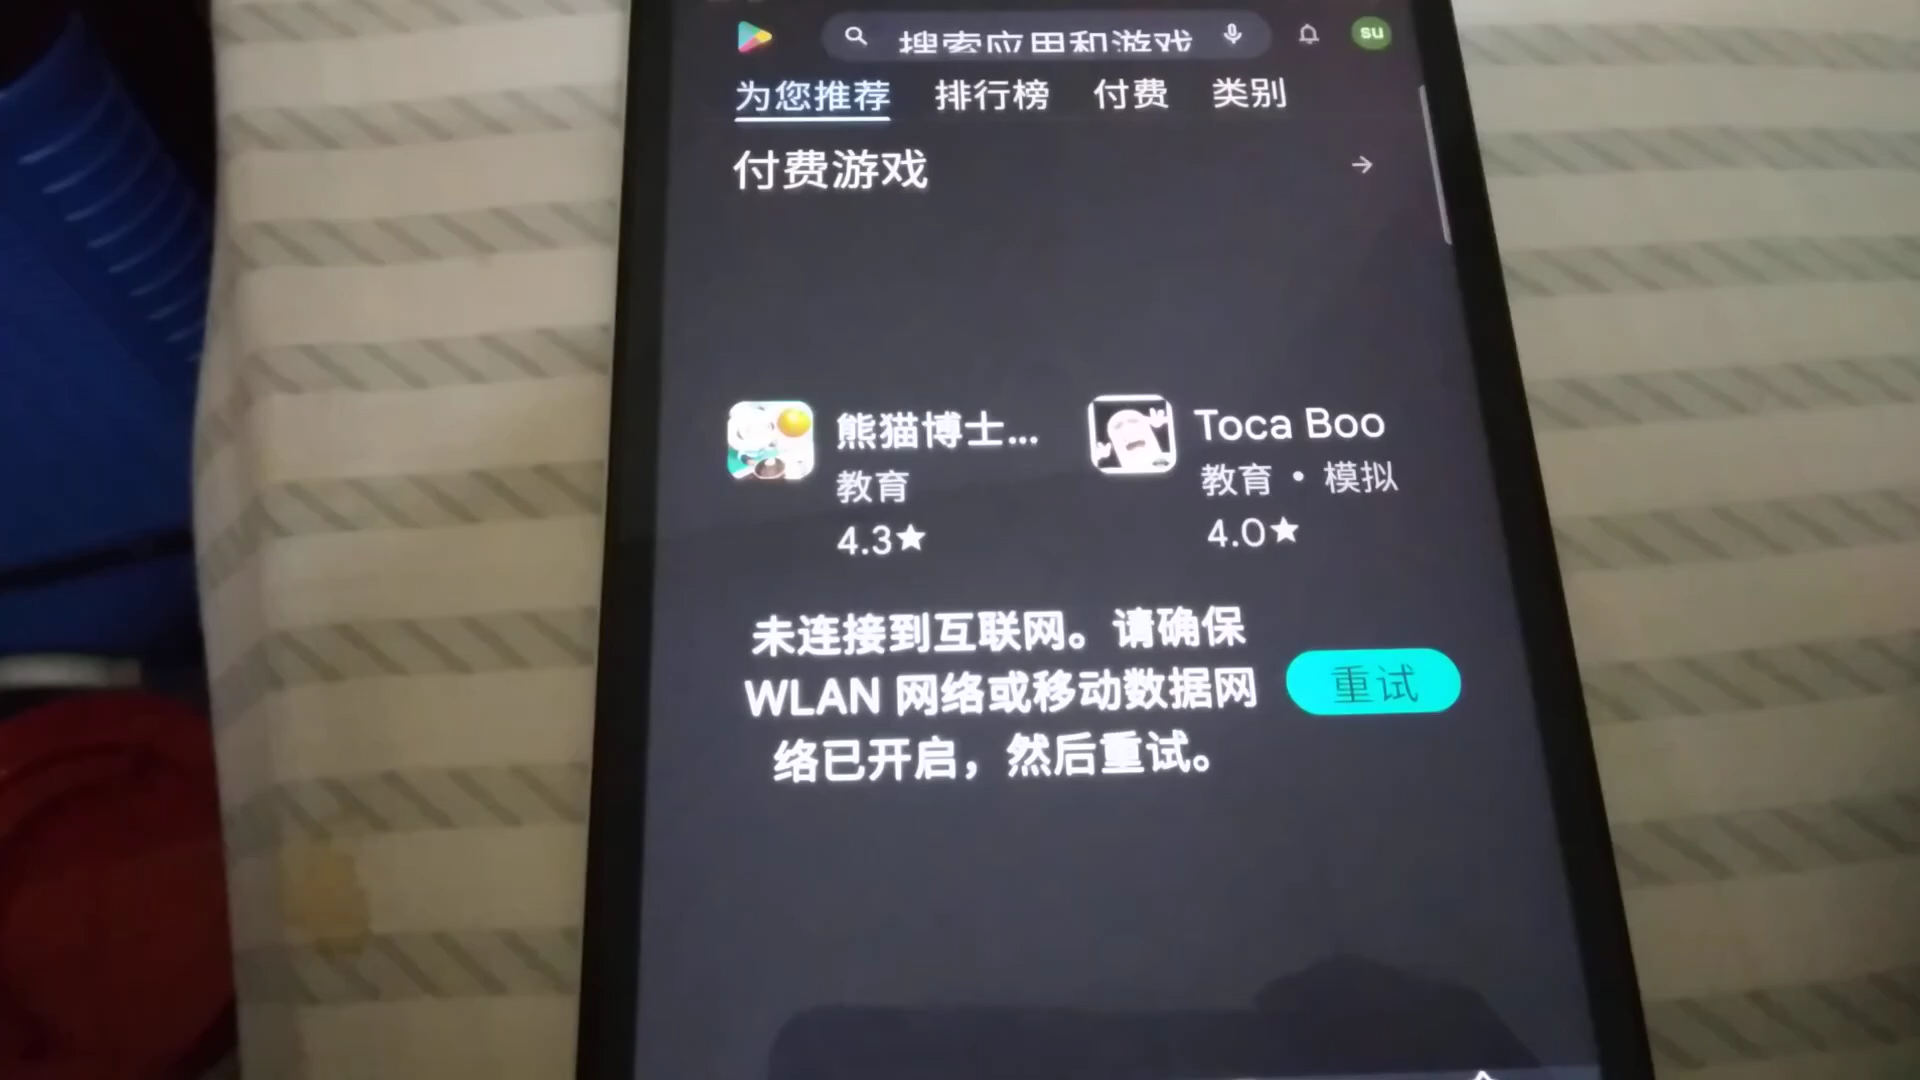 搜索应用和游戏
su
为您推荐 排行榜 付费 类别
付费游戏
熊猫博士... Toca Boo
教育 教育 • 模拟
4.3★ 4.0★
未连接到互联网。请确保
WLAN 网络或移动数据网
络已开启，然后重试。
重试